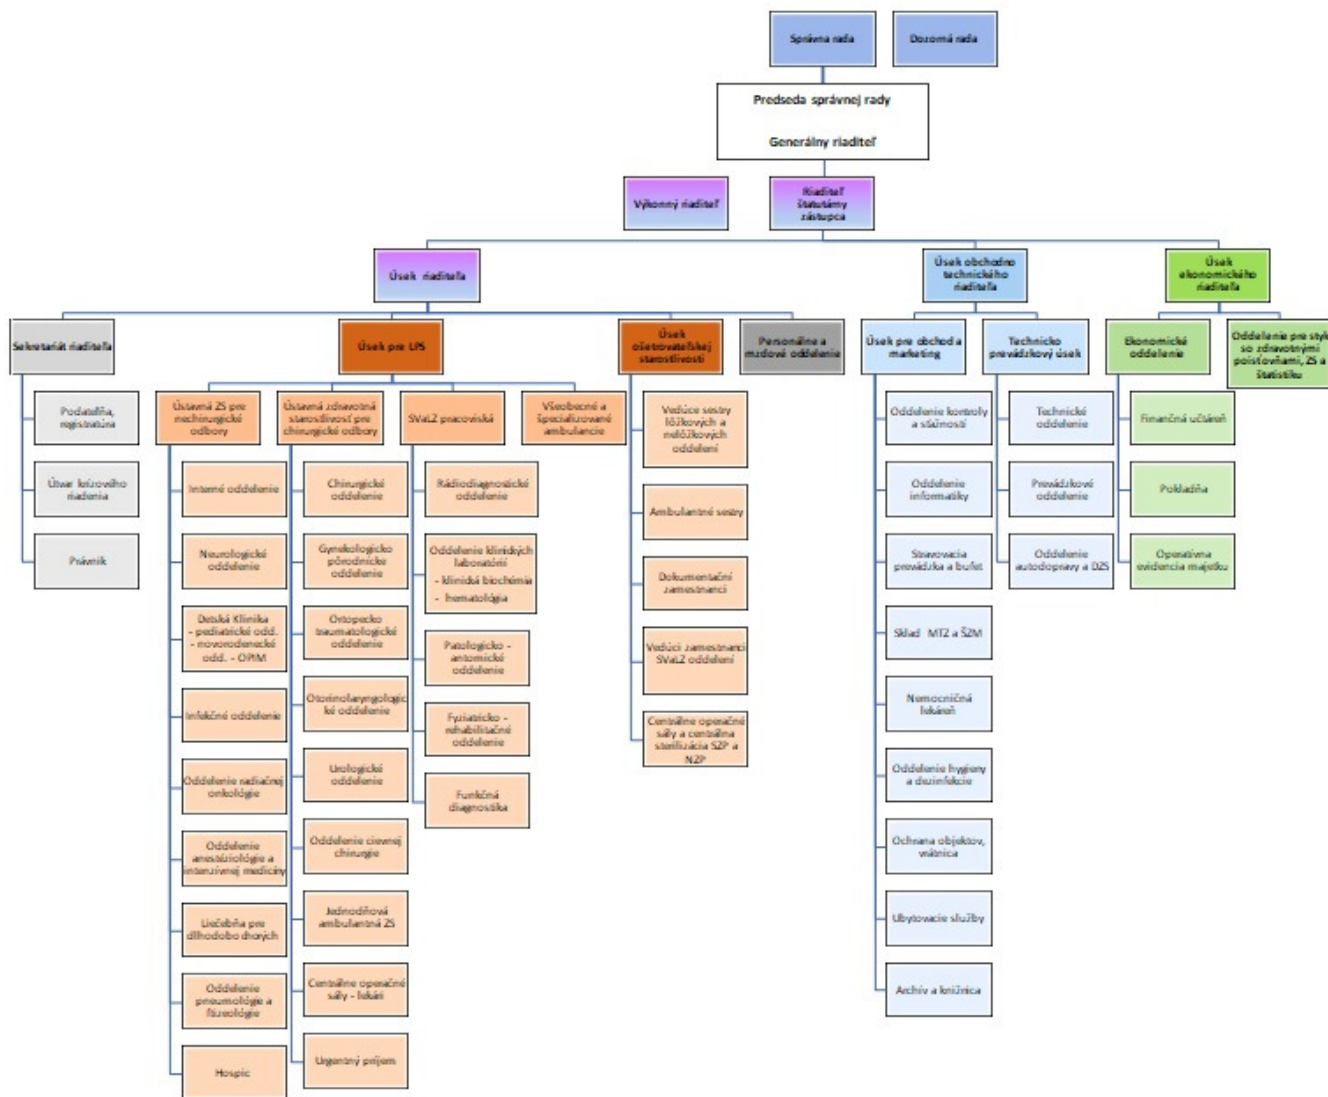 Správna rada
Dozorná rada
Predseda správnej rady
Generálny riaditeľ
Výkonný riaditeľ
Riaditeľ
štatutárny
zástupca
Úsek riaditeľa
Úsek obchodno
technického
riaditeľa
Úsek
ekonomického
riaditeľa
Sekretariát riaditeľa
Úsek pre LPS
Úsek
ošetrovateľskej
starostlivosti
Personálne a
mzdové oddelenie
Úsek pre obchod a
marketing
Technicko
prevádzkový úsek
Ekonomické
oddelenie
Oddelenie pre styk
so zdravotnými
poisťovňami, ZS a
štatistiku
Podateľňa,
registratúra
Útvar krízového
riadenia
Právnik
Ústavná ZS pre
nechirurgické
odbory
Ústavná zdravotná
starostlivosť pre
chirurgické odbory
SVaLZ pracoviská
Všeobecné a
špecializované
ambulancie
Interné oddelenie
Neurologické
oddelenie
Detská Klinika
- pediatrické odd.
- novorodenecké
odd. - OPIM
Infekčné oddelenie
Oddelenie radiačnej
onkológie
Oddelenie
anestéziológie a
intenzívnej medicíny
Liečebňa pre
dlhodobo chorých
Oddelenie
pneumológie a
ftizeológie
Hospic
Chirurgické
oddelenie
Gynekologicko
pôrodnícke
oddelenie
Ortopecko
traumatologické
oddelenie
Otorinolaryngologic
ké oddelenie
Urologické
oddelenie
Oddelenie cievnej
chirurgie
Jednodňová
ambulantná ZS
Centrálne operačné
sály - lekári
Urgentný príjem
Rádiodiagnostické
oddelenie
Oddelenie klinických
laboratórií
- klinická biochémia
- hematológia
Patologicko -
antomické
oddelenie
Fyziatricko -
rehabilitačné
oddelenie
Funkčná
diagnostika
Vedúce sestry
lôžkových a
nelôžkových
oddelení
Ambulantné sestry
Dokumentační
zamestnanci
Vedúci zamestnanci
SVaLZ oddelení
Centrálne operačné
sály a centrálna
sterilizácia SZP a
NZP
Oddelenie kontroly
a sťažností
Oddelenie
informatiky
Stravovacia
prevádzka a bufet
Sklad MTZ a ŠZM
Nemocničná
lekáreň
Oddelenie hygieny
a dezinfekcie
Ochrana objektov,
vrátnica
Ubytovacie služby
Archív a knižnica
Technické
oddelenie
Prevádzkové
oddelenie
Oddelenie
autodopravy a DZS
Finančná učtáreň
Pokladňa
Operatívna
evidencia majetku